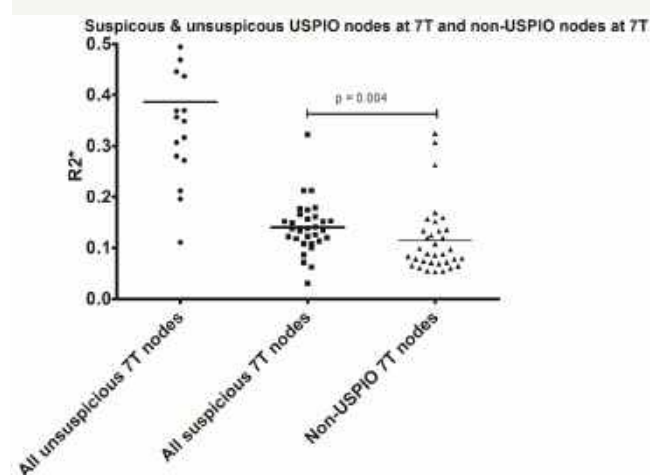 Suspicous & unsuspicous USPIO nodes at 7T and non-USPIO nodes at 7T
0.5
0.4
0.3
0.2
0.1
0.0
R2*
p = 0.004
All unsuspicious 7T nodes
All suspicious 7T nodes
Non-USPIO 7T nodes